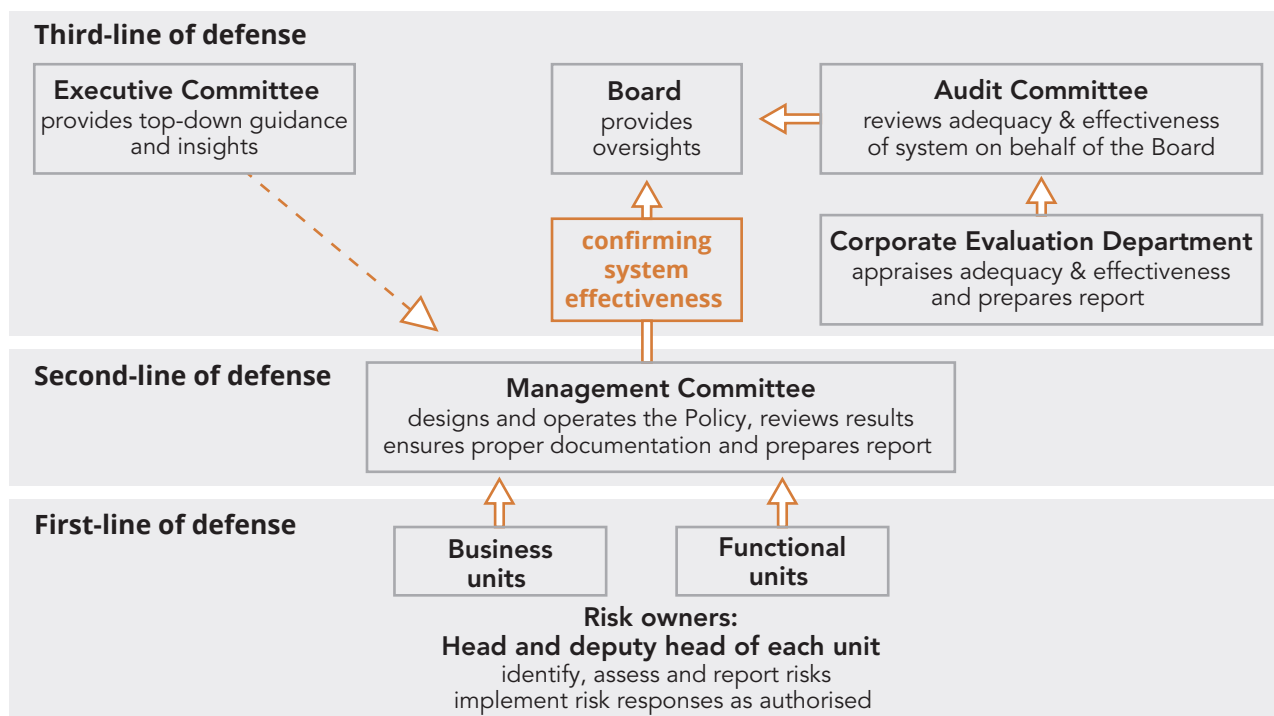 Third-line of defense
Executive Committee
provides top-down guidance
and insights
Board
provides
oversights
Audit Committee
reviews adequacy & effectiveness
of system on behalf of the Board
confirming
system
effectiveness
Corporate Evaluation Department
appraises adequacy & effectiveness
and prepares report
Second-line of defense
Management Committee
designs and operates the Policy, reviews results
ensures proper documentation and prepares report
First-line of defense
Business
units
Functional
units
Risk owners:
Head and deputy head of each unit
identify, assess and report risks
implement risk responses as authorised